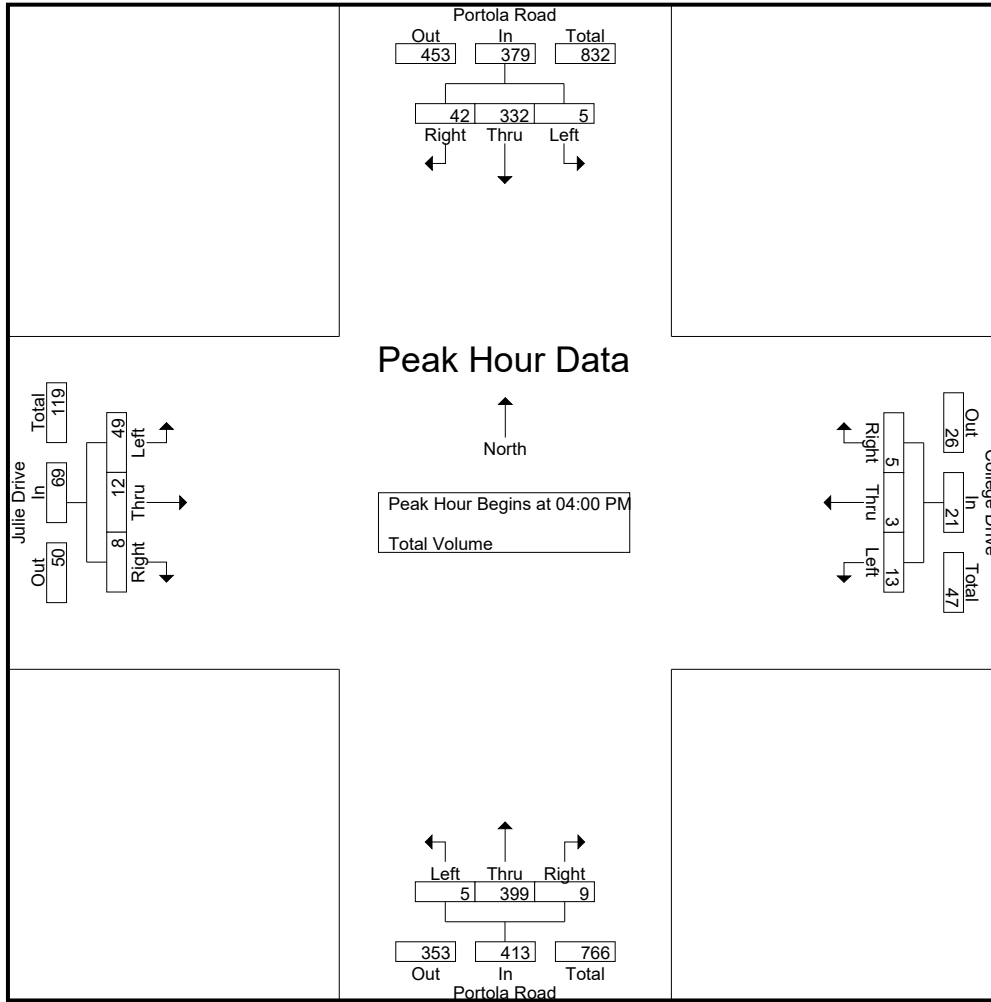 Portola Road
Out In Total
453 379 832
42 332 5
Right Thru Left
Peak Hour Data
North
Peak Hour Begins at 04:00 PM
Total Volume
Julie Drive
Total In Out
119 69 50
49 12 8
Left Thru Right
Right Thru Left
5 3 13
Out In Total
26 21 47
College Drive
Left Thru Right
5 399 9
353 413 766
Out In Total
Portola Road